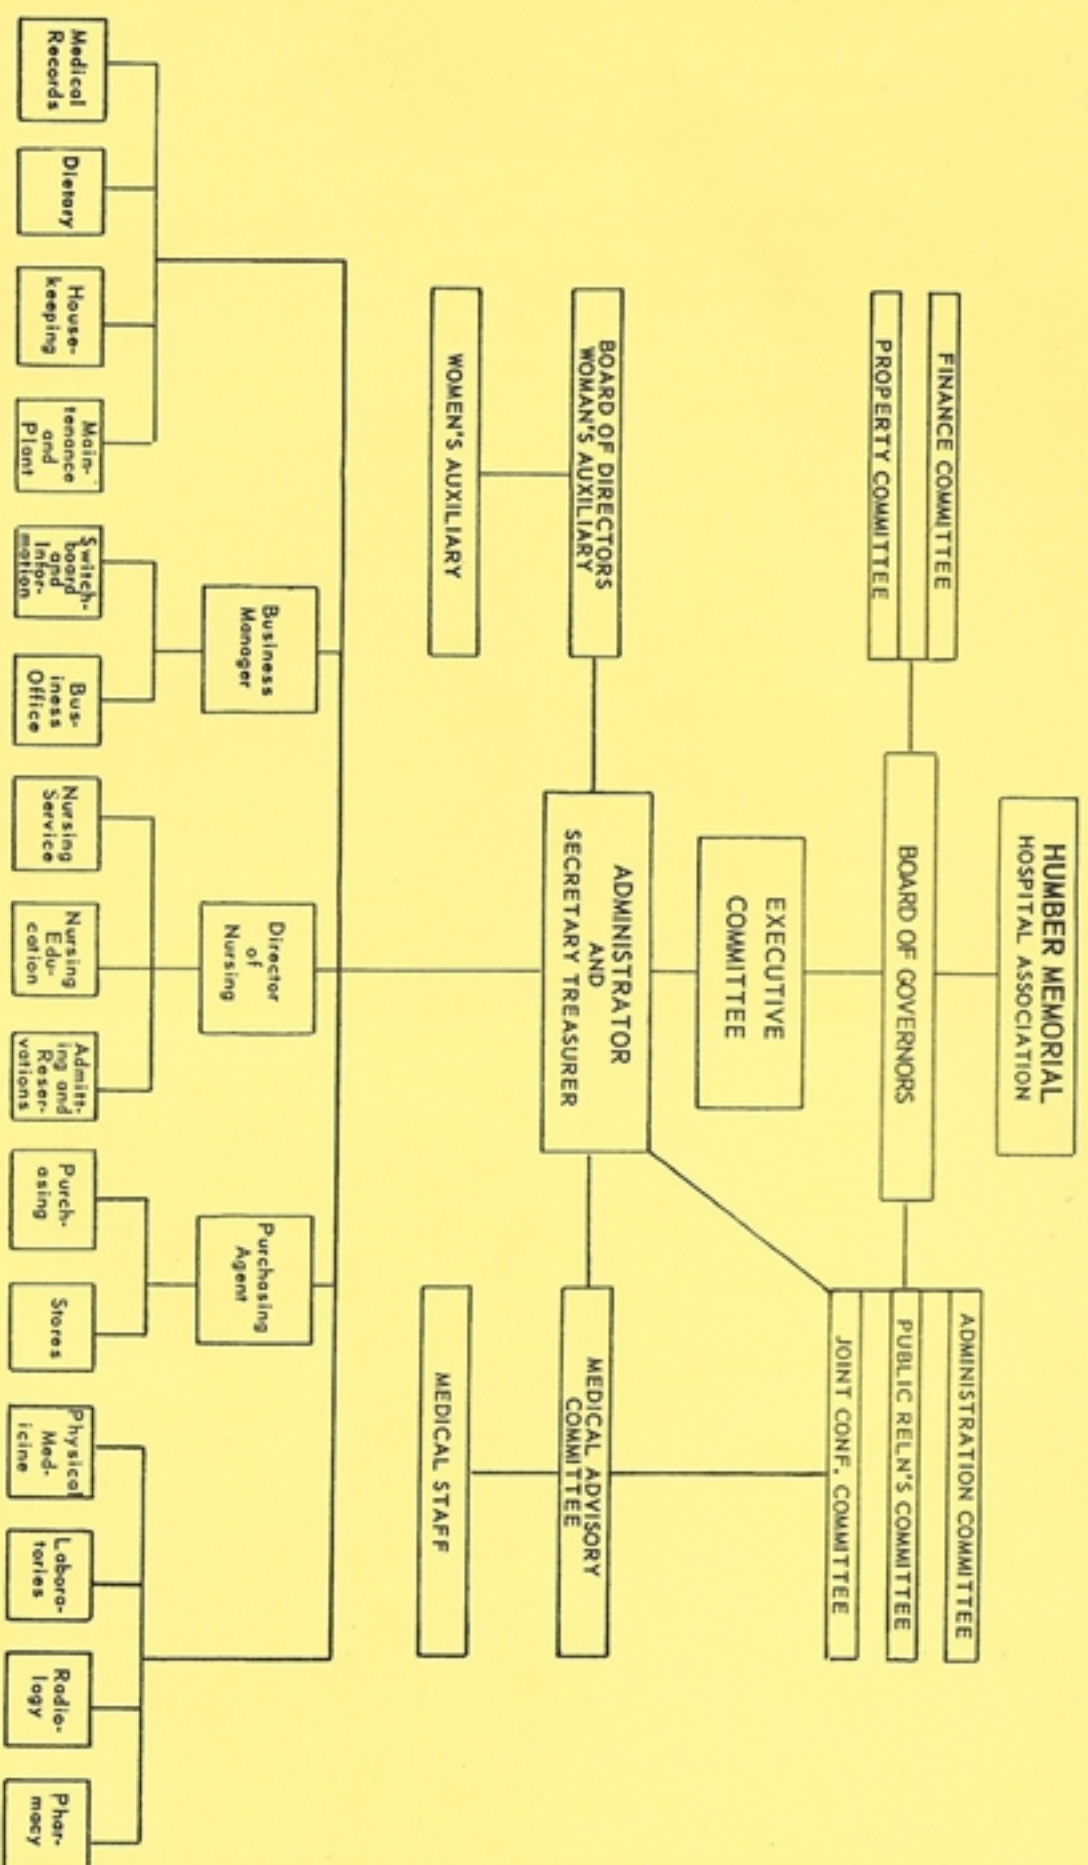 HUMBER MEMORIAL
HOSPITAL ASSOCIATION
FINANCE COMMITTEE
PROPERTY COMMITTEE
BOARD OF GOVERNORS
ADMINISTRATION COMMITTEE
PUBLIC RELN'S COMMITTEE
JOINT CONF. COMMITTEE
EXECUTIVE
COMMITTEE
BOARD OF DIRECTORS
WOMAN'S AUXILIARY
ADMINISTRATOR
AND
SECRETARY TREASURER
MEDICAL ADVISORY
COMMITTEE
WOMEN'S AUXILIARY
MEDICAL STAFF
Business
Manager
Director
of
Nursing
Purchasing
Agent
Medical
Records
Dietary
House-
keeping
Main-
tenance
and
Plant
Switch-
board
and
Infor-
mation
Bus-
iness
Office
Nursing
Service
Nursing
Edu-
cation
Admitt-
ing and
Reser-
vations
Purch-
asing
Stores
Physical
Med-
icine
Labora-
tories
Radio-
logy
Phar-
macy